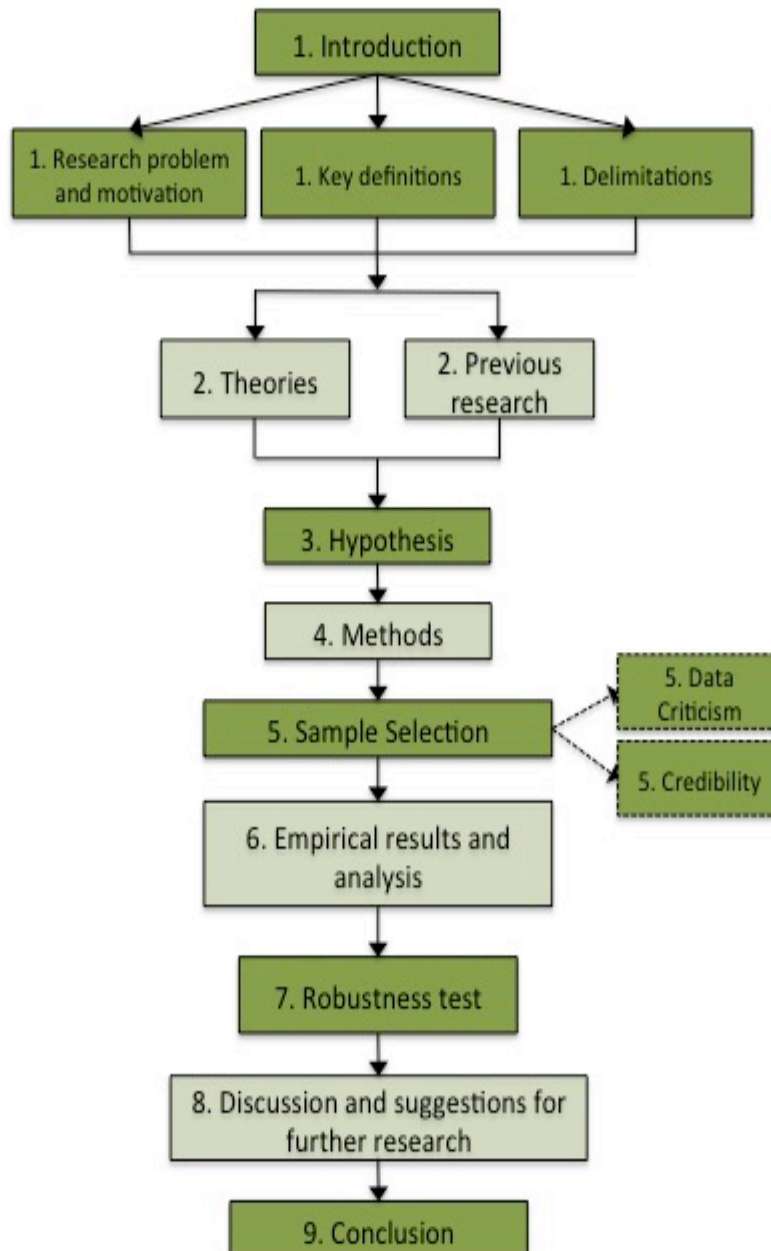 1. Introduction
1. Research problem
and motivation
1. Key definitions
1. Delimitations
2. Theories
2. Previous
research
3. Hypothesis
4. Methods
5. Sample Selection
5. Data
Criticism
5. Credibility
6. Empirical results and
analysis
7. Robustness test
8. Discussion and suggestions for
further research
9. Conclusion